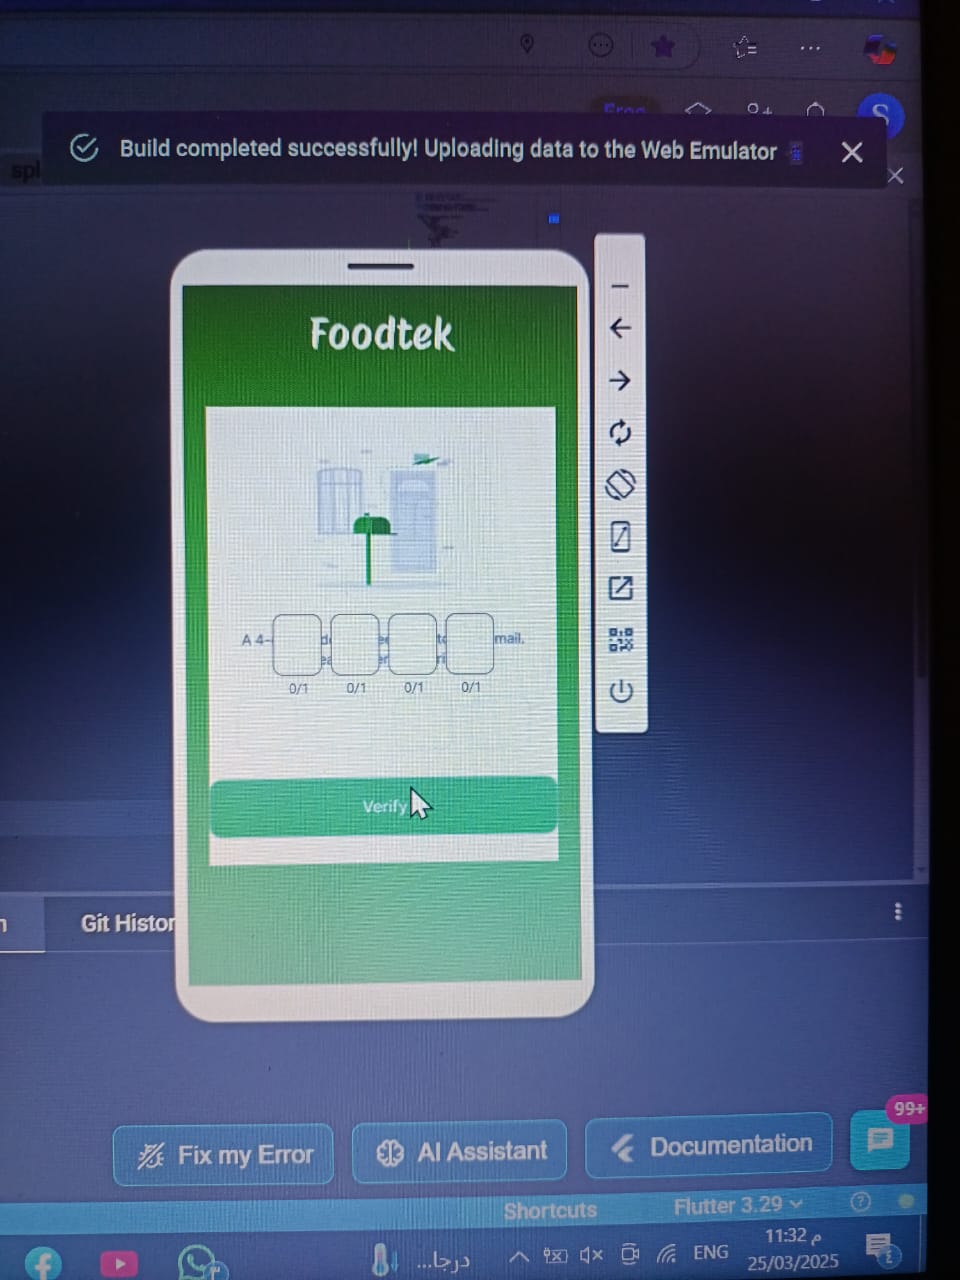 Free
S
Build completed successfully! Uploading data to the Web Emulator
spl
Foodtek
A 4-
mail.
0/1 0/1 0/1 0/1
Verify
Git Histor
99+
Fix my Error
AI Assistant
Documentation
Shortcuts
Flutter 3.29
درجا...
ENG
11:32 م
25/03/2025